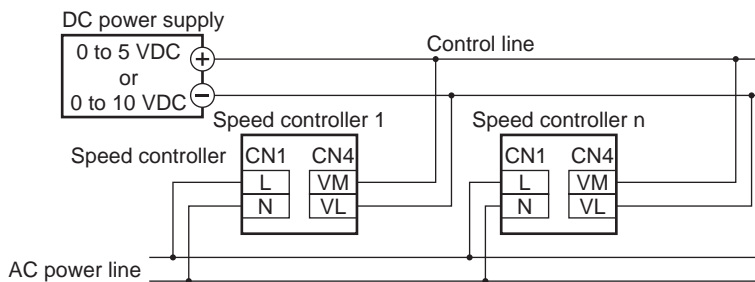 DC power supply
0 to 5 VDC
or
0 to 10 VDC
+
−
Control line
Speed controller 1
Speed controller n
Speed controller
CN1 CN4
L VM
N VL
CN1 CN4
L VM
N VL
AC power line